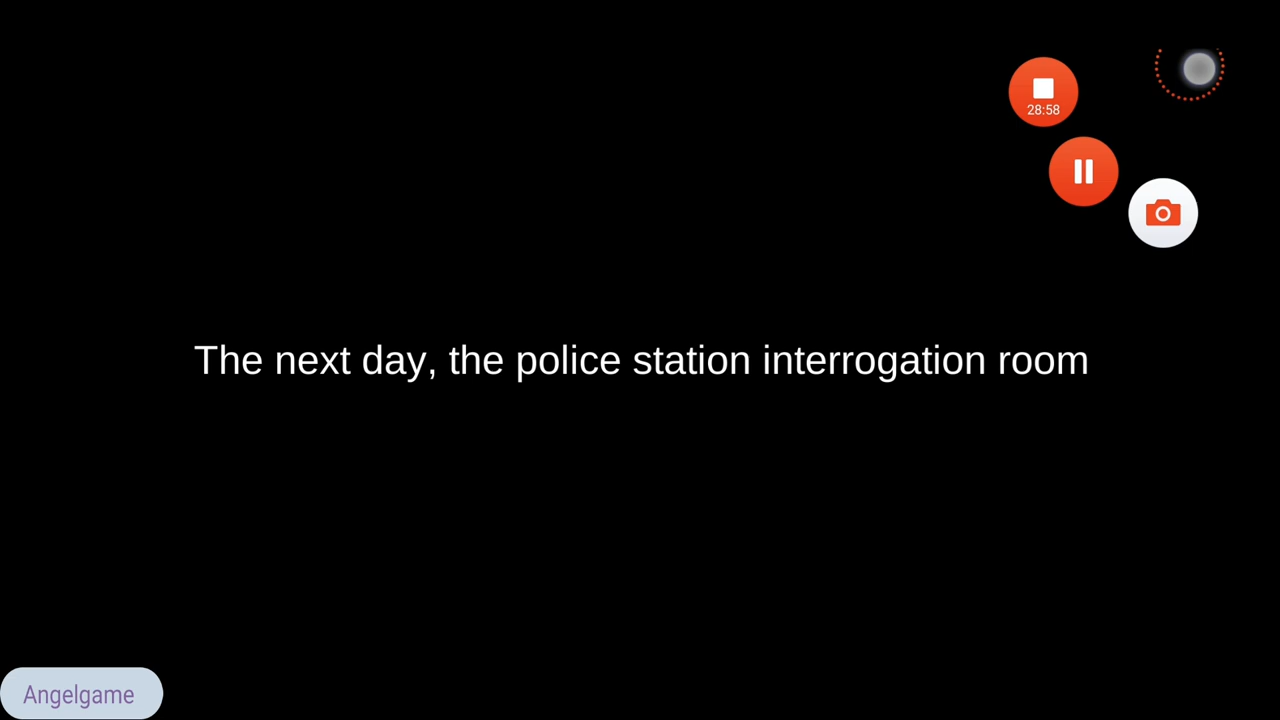 28:58
The next day, the police station interrogation room
Angelgame